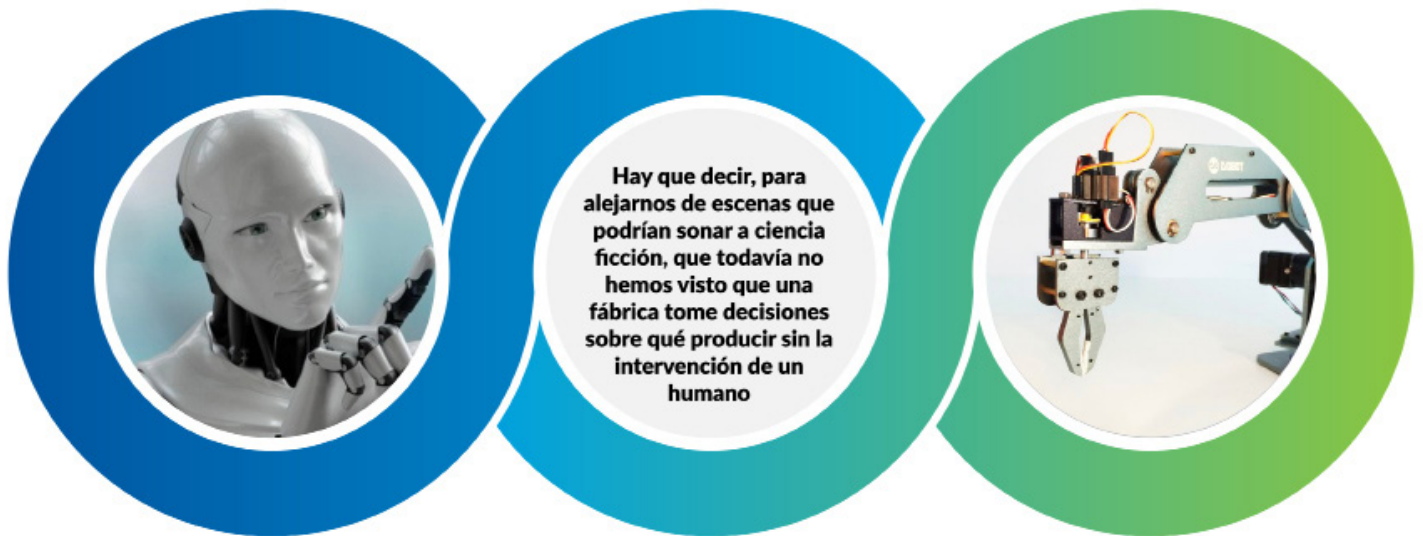 Hay que decir, para
alejarnos de escenas que
podrían sonar a ciencia
ficción, que todavía no
hemos visto que una
fábrica tome decisiones
sobre qué producir sin la
intervención de un
humano